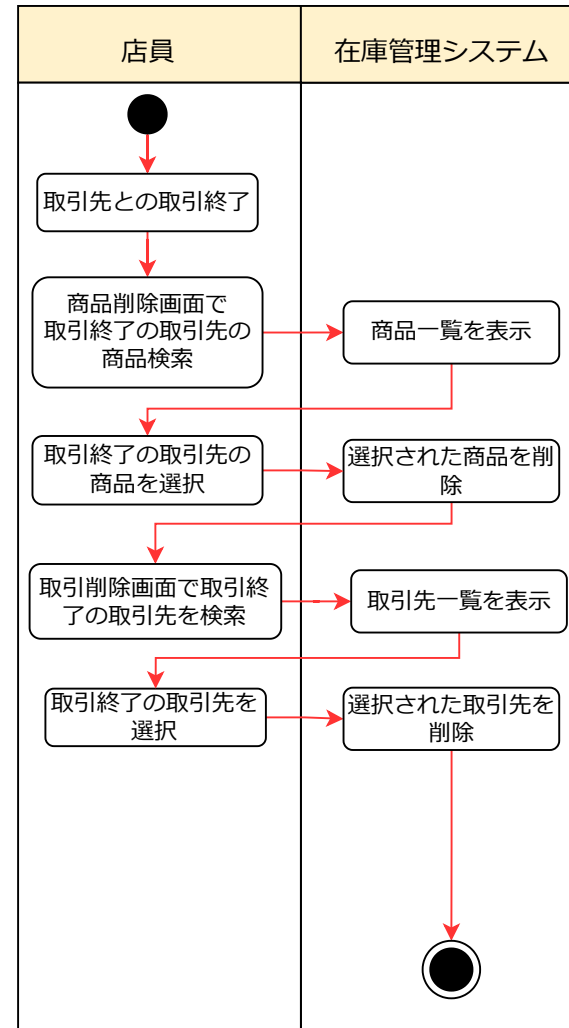 店員
在庫管理システム
取引先との取引終了
商品削除画面で
取引終了の取引先の
商品検索
商品一覧を表示
取引終了の取引先の
商品を選択
選択された商品を削
除
取引削除画面で取引終
了の取引先を検索
取引先一覧を表示
取引終了の取引先を
選択
選択された取引先を
削除